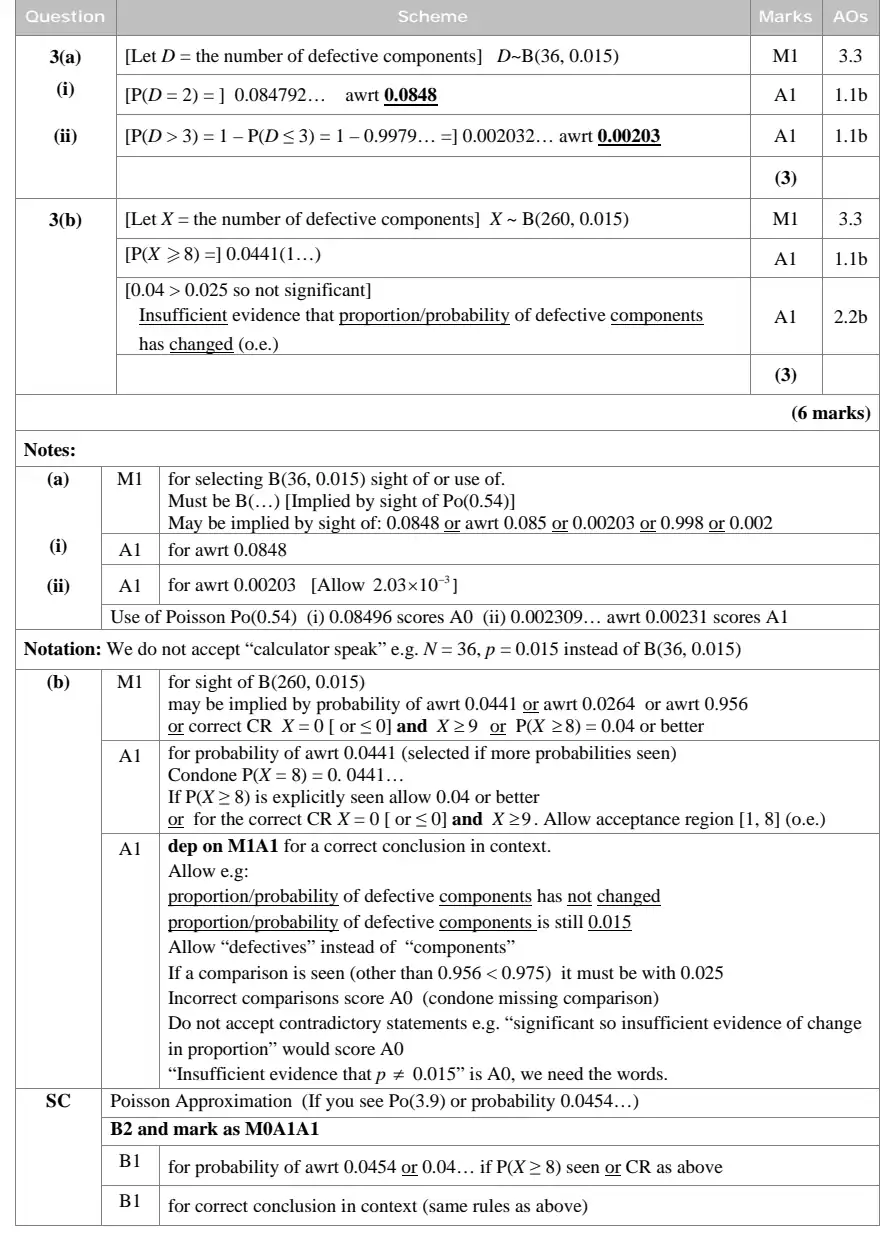 Question Scheme Marks AOs
3(a) [Let D = the number of defective components] D~B(36, 0.015) M1 3.3
(i) [P(D = 2) = ] 0.084792… awrt 0.0848 A1 1.1b
(ii) [P(D > 3) = 1 – P(D ≤ 3) = 1 – 0.9979… =] 0.002032… awrt 0.00203 A1 1.1b
(3)
3(b) [Let X = the number of defective components] X ~ B(260, 0.015) M1 3.3
[P(X ⩾ 8) =] 0.0441(1…) A1 1.1b
[0.04 > 0.025 so not significant]
Insufficient evidence that proportion/probability of defective components A1 2.2b
has changed (o.e.)
(3)
(6 marks)
Notes:
(a) M1 for selecting B(36, 0.015) sight of or use of.
Must be B(…) [Implied by sight of Po(0.54)]
May be implied by sight of: 0.0848 or awrt 0.085 or 0.00203 or 0.998 or 0.002
(i) A1 for awrt 0.0848
(ii) A1 for awrt 0.00203 [Allow 2.03×10⁻³]
Use of Poisson Po(0.54) (i) 0.08496 scores A0 (ii) 0.002309… awrt 0.00231 scores A1
Notation: We do not accept “calculator speak” e.g. N = 36, p = 0.015 instead of B(36, 0.015)
(b) M1 for sight of B(260, 0.015)
may be implied by probability of awrt 0.0441 or awrt 0.0264 or awrt 0.956
or correct CR X = 0 [ or ≤ 0] and X ≥ 9 or P(X ≥ 8) = 0.04 or better
A1 for probability of awrt 0.0441 (selected if more probabilities seen)
Condone P(X = 8) = 0. 0441…
If P(X ≥ 8) is explicitly seen allow 0.04 or better
or for the correct CR X = 0 [ or ≤ 0] and X ≥ 9. Allow acceptance region [1, 8] (o.e.)
A1 dep on M1A1 for a correct conclusion in context.
Allow e.g:
proportion/probability of defective components has not changed
proportion/probability of defective components is still 0.015
Allow “defectives” instead of “components”
If a comparison is seen (other than 0.956 < 0.975) it must be with 0.025
Incorrect comparisons score A0 (condone missing comparison)
Do not accept contradictory statements e.g. “significant so insufficient evidence of change
in proportion” would score A0
“Insufficient evidence that p ≠ 0.015” is A0, we need the words.
SC Poisson Approximation (If you see Po(3.9) or probability 0.0454…)
B2 and mark as M0A1A1
B1 for probability of awrt 0.0454 or 0.04… if P(X ≥ 8) seen or CR as above
B1 for correct conclusion in context (same rules as above)